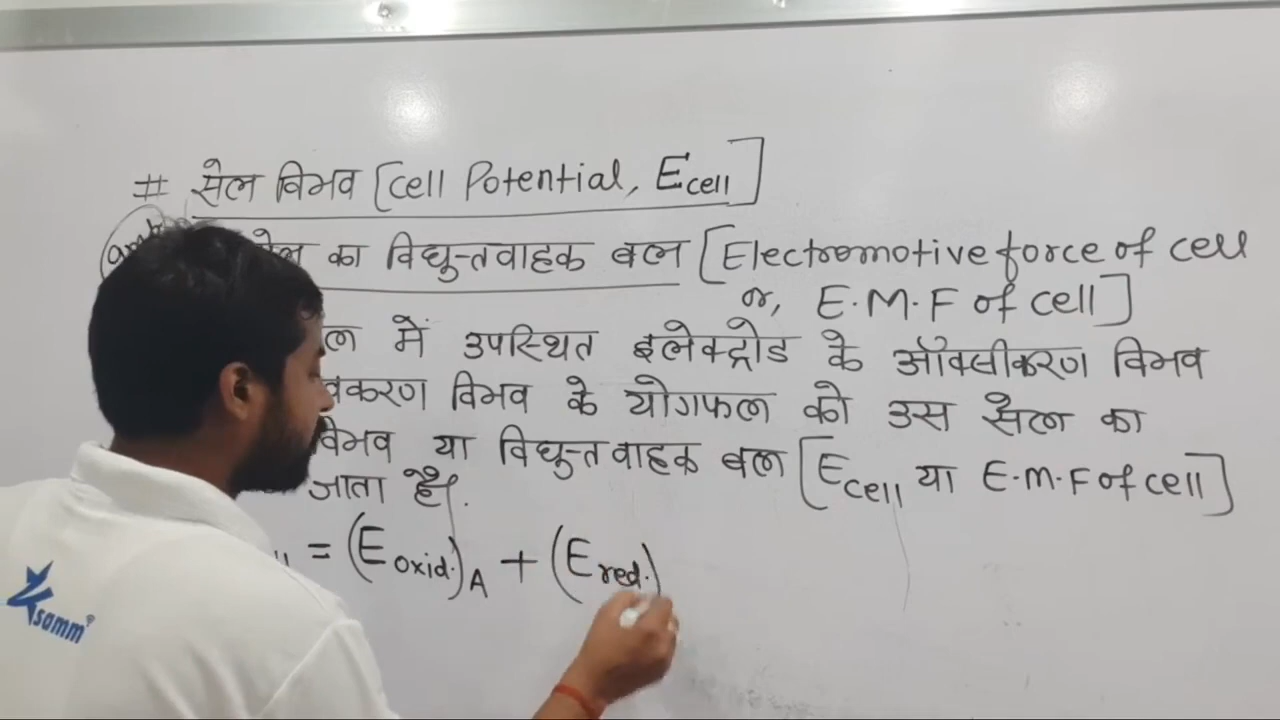 # सेल विभव [Cell Potential, Ecell]
का विद्युतवाहक बल [Electromotive force of cell
or, E.M.F of cell]
में उपस्थित इलेक्ट्रोड के ऑक्सीकरण विभव
विभव के योगफल को उस सेल का
विभव या विद्युतवाहक बल [Ecell या E.M.F of cell]
जाता है।
= (Eoxid.)A + (Ered.)
samm®